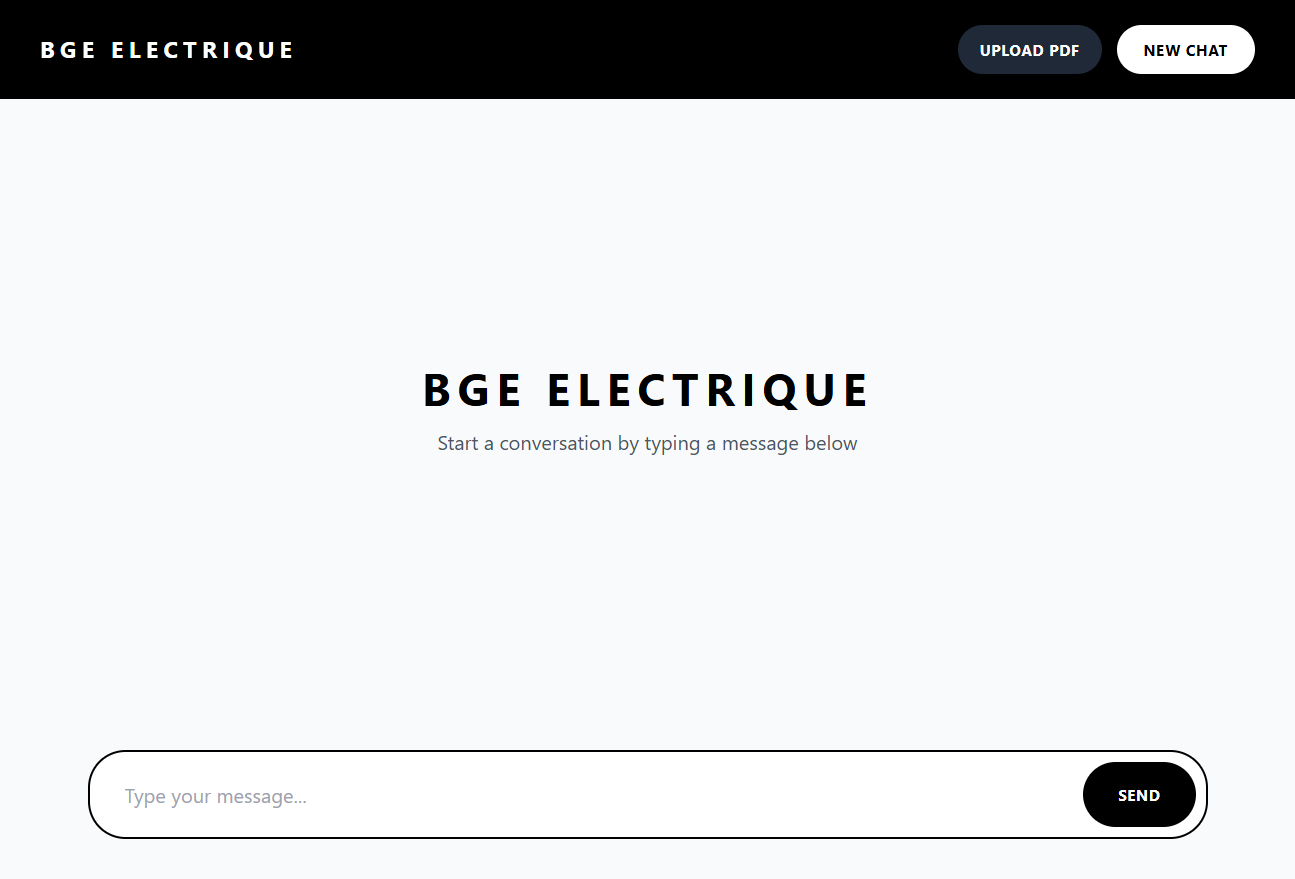 BGE ELECTRIQUE
UPLOAD PDF
NEW CHAT
BGE ELECTRIQUE
Start a conversation by typing a message below
Type your message...
SEND